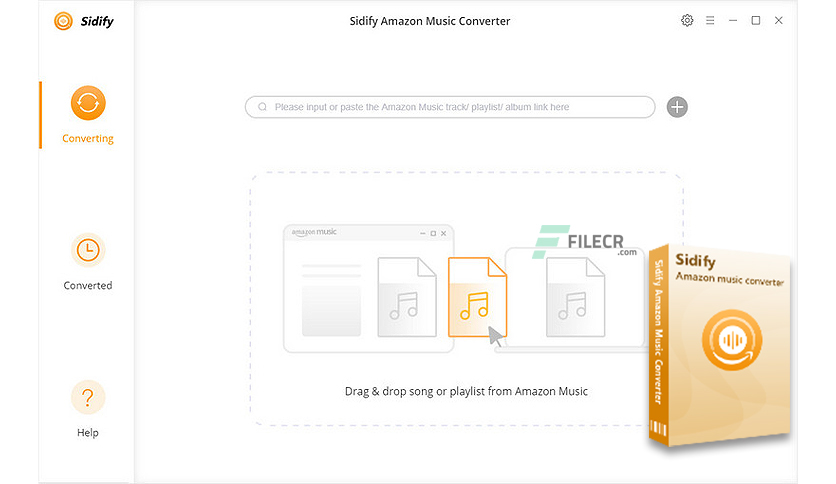 Sidify
Sidify Amazon Music Converter
Please input or paste the Amazon Music track/ playlist/ album link here
Converting
amazon music
FILECR
.com
Sidify
Amazon music converter
Sidify Amazon Music Converter
Converted
Drag & drop song or playlist from Amazon Music
Help